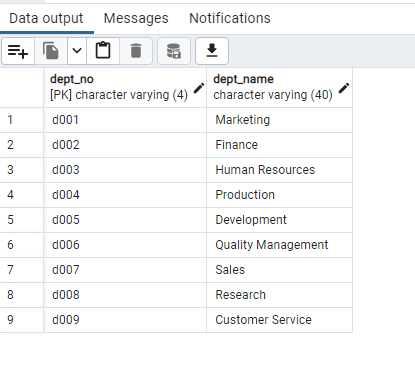 Data output Messages Notifications
dept_no dept_name
[PK] character varying (4) character varying (40)
1 d001 Marketing
2 d002 Finance
3 d003 Human Resources
4 d004 Production
5 d005 Development
6 d006 Quality Management
7 d007 Sales
8 d008 Research
9 d009 Customer Service